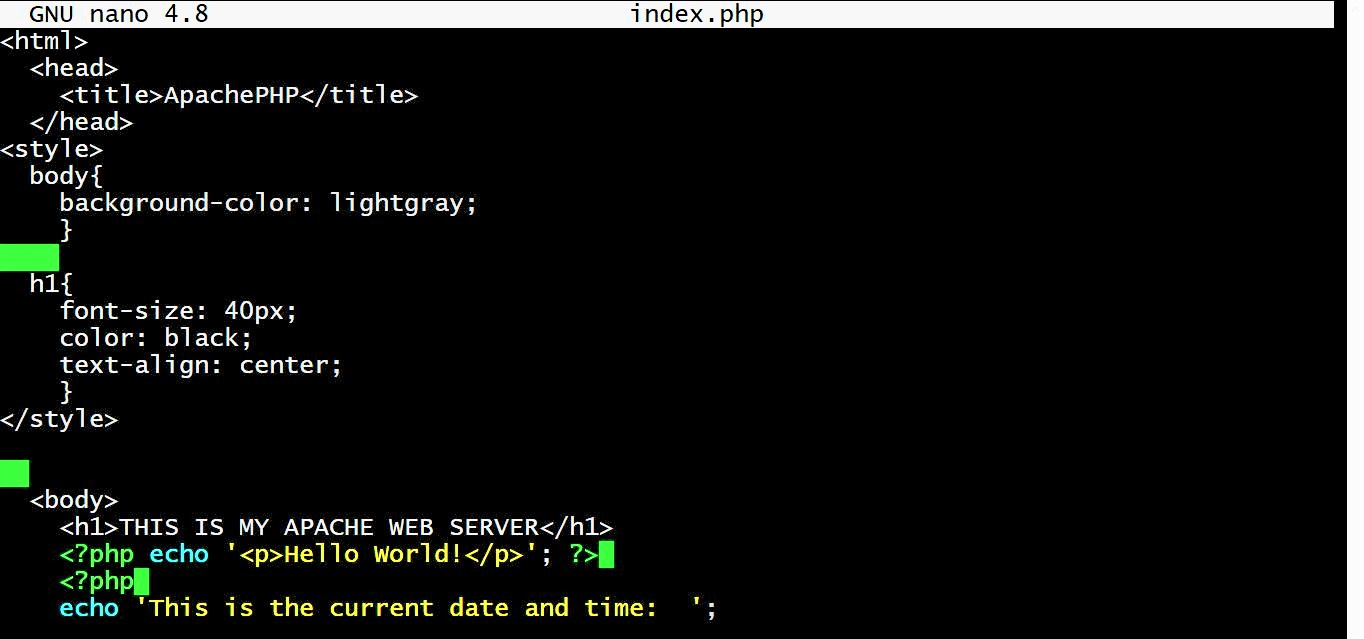 GNU nano 4.8 index.php
<html>
  <head>
    <title>ApachePHP</title>
  </head>
<style>
  body{
    background-color: lightgray;
    }
  h1{
    font-size: 40px;
    color: black;
    text-align: center;
    }
</style>
  <body>
    <h1>THIS IS MY APACHE WEB SERVER</h1>
    <?php echo '<p>Hello World!</p>'; ?>
    <?php
    echo 'This is the current date and time:  ';